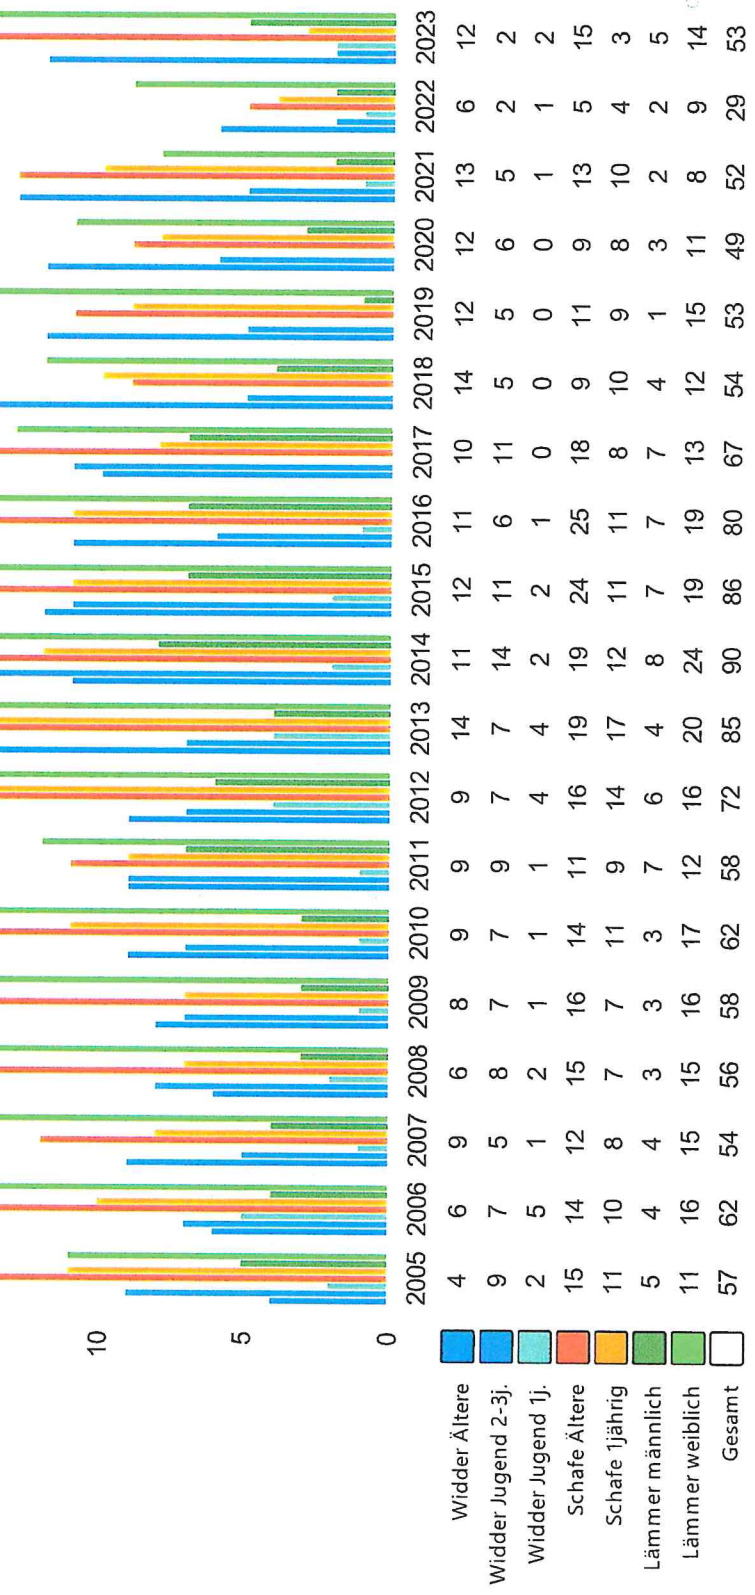 10
5
0
2005 2006 2007 2008 2009 2010 2011 2012 2013 2014 2015 2016 2017 2018 2019 2020 2021 2022 2023
Widder Ältere 4 6 9 6 8 9 9 9 14 11 12 11 10 14 12 12 13 6 12
Widder Jugend 2-3j. 9 7 5 8 7 7 9 7 7 14 11 6 11 5 5 6 5 2 2
Widder Jugend 1j. 2 5 1 2 1 1 1 4 4 2 2 1 0 0 0 0 1 1 2
Schafe Ältere 15 14 12 15 16 14 11 16 19 19 24 25 18 9 11 9 13 5 15
Schafe 1jährig 11 10 8 7 7 11 9 14 17 12 11 11 8 10 9 8 10 4 3
Lämmer männlich 5 4 4 3 3 3 7 6 4 8 7 7 7 4 1 3 2 2 5
Lämmer weiblich 11 16 15 15 16 17 12 16 20 24 19 19 13 12 15 11 8 9 14
Gesamt 57 62 54 56 58 62 58 72 85 90 86 80 67 54 53 49 52 29 53